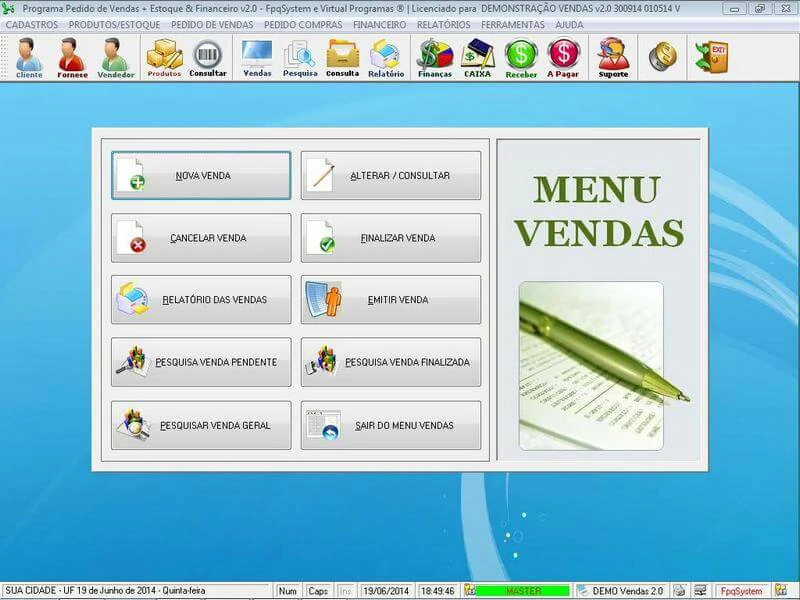 Programa Pedido de Vendas + Estoque & Financeiro v2.0 - FpqSystem e Virtual Programas ® | Licenciado para DEMONSTRAÇÃO VENDAS v2.0 300914 010514 V
CADASTROS PRODUTOS/ESTOQUE PEDIDO DE VENDAS PEDIDO COMPRAS FINANCEIRO RELATÓRIOS FERRAMENTAS AJUDA
EXIT
Cliente Fornece Vendedor Produtos Consultar Vendas Pesquisa Consulta Relatório Finanças CAIXA Receber A Pagar Suporte
NOVA VENDA
ALTERAR / CONSULTAR
CANCELAR VENDA
FINALIZAR VENDA
RELATÓRIO DAS VENDAS
EMITIR VENDA
PESQUISA VENDA PENDENTE
PESQUISA VENDA FINALIZADA
PESQUISAR VENDA GERAL
SAIR DO MENU VENDAS
MENU
VENDAS
SUA CIDADE - UF 19 de Junho de 2014 - Quinta-feira Num Caps Ins 19/06/2014 18:49:46 MASTER DEMO Vendas 2.0 FpqSystem